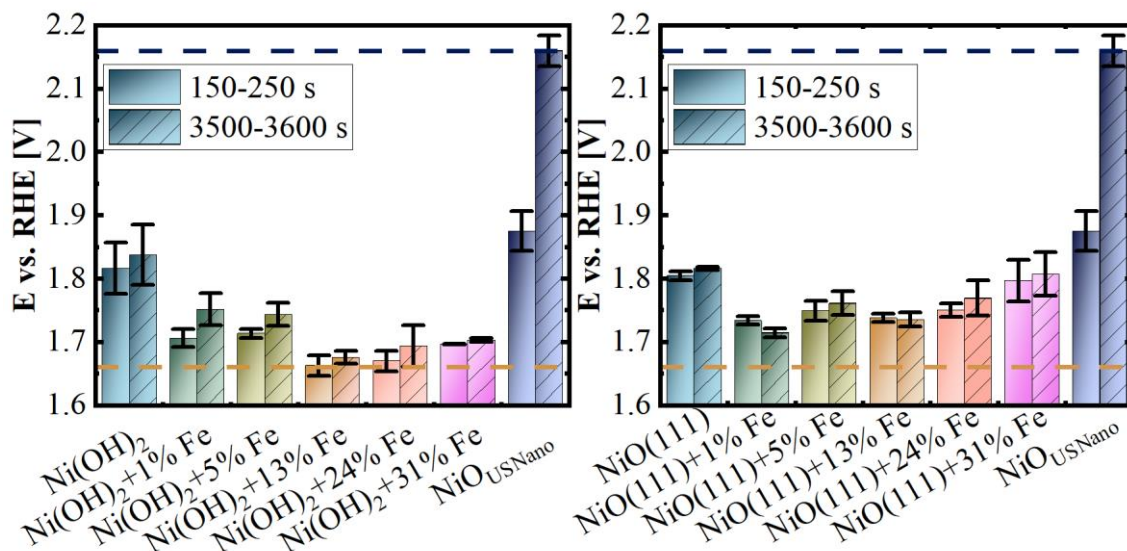 E vs. RHE [V]
2.2
2.1
2.0
1.9
1.8
1.7
1.6
150-250 s
3500-3600 s
Ni(OH)₂
Ni(OH)₂+1% Fe
Ni(OH)₂+5% Fe
Ni(OH)₂+13% Fe
Ni(OH)₂+24% Fe
Ni(OH)₂+31% Fe
NiO_USNano
E vs. RHE [V]
2.2
2.1
2.0
1.9
1.8
1.7
1.6
150-250 s
3500-3600 s
NiO(111)
NiO(111)+1% Fe
NiO(111)+5% Fe
NiO(111)+13% Fe
NiO(111)+24% Fe
NiO(111)+31% Fe
NiO_USNano